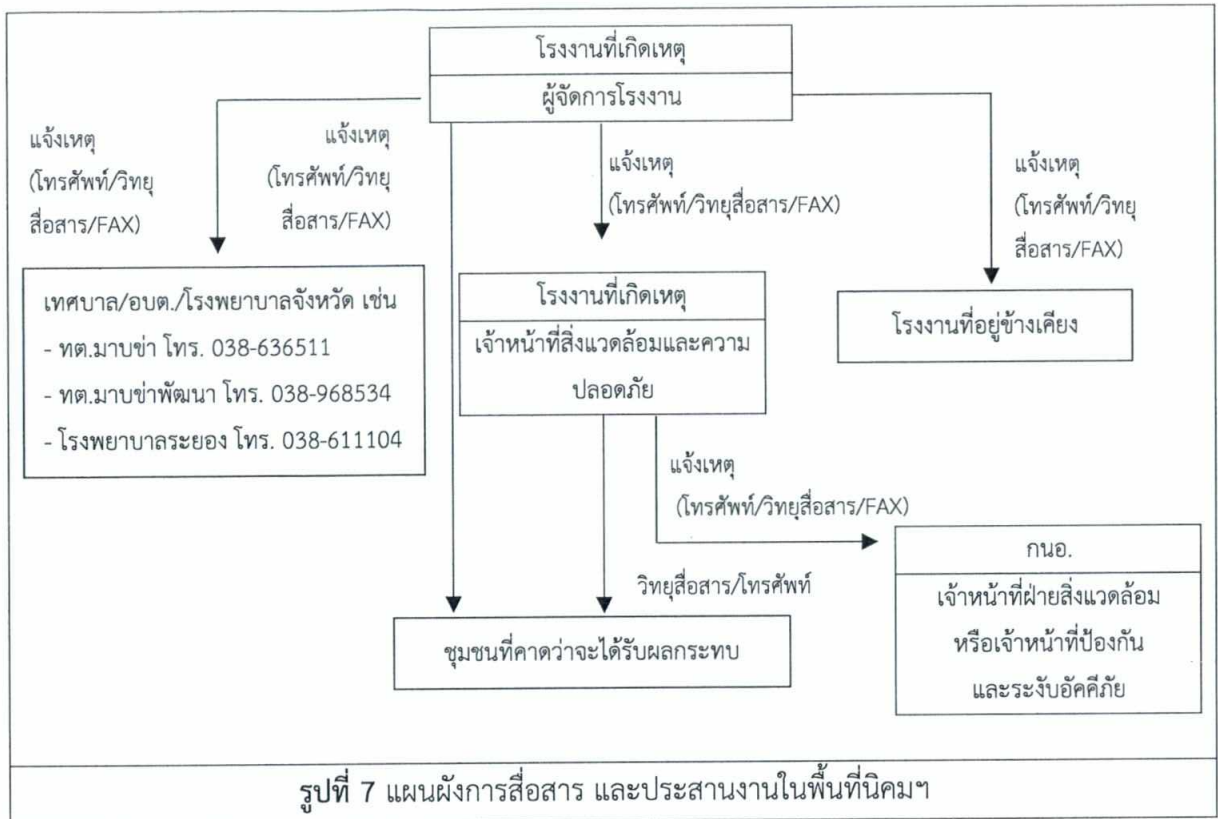 โรงงานที่เกิดเหตุ
ผู้จัดการโรงงาน
แจ้งเหตุ
(โทรศัพท์/วิทยุ
สื่อสาร/FAX)
แจ้งเหตุ
(โทรศัพท์/วิทยุ
สื่อสาร/FAX)
แจ้งเหตุ
(โทรศัพท์/วิทยุสื่อสาร/FAX)
แจ้งเหตุ
(โทรศัพท์/วิทยุ
สื่อสาร/FAX)
เทศบาล/อบต./โรงพยาบาลจังหวัด เช่น
- ทต.มาบข่า โทร. 038-636511
- ทต.มาบข่าพัฒนา โทร. 038-968534
- โรงพยาบาลระยอง โทร. 038-611104
โรงงานที่เกิดเหตุ
เจ้าหน้าที่สิ่งแวดล้อมและความ
ปลอดภัย
โรงงานที่อยู่ข้างเคียง
แจ้งเหตุ
(โทรศัพท์/วิทยุสื่อสาร/FAX)
วิทยุสื่อสาร/โทรศัพท์
ชุมชนที่คาดว่าจะได้รับผลกระทบ
กนอ.
เจ้าหน้าที่ฝ่ายสิ่งแวดล้อม
หรือเจ้าหน้าที่ป้องกัน
และระงับอัคคีภัย
รูปที่ 7 แผนผังการสื่อสาร และประสานงานในพื้นที่นิคมฯ